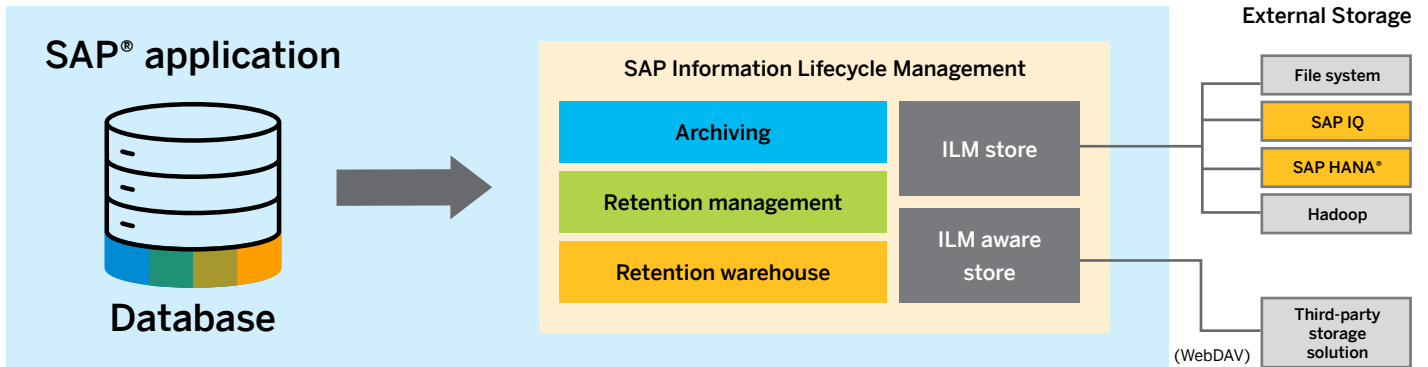 SAP® application
Database
SAP Information Lifecycle Management
Archiving
Retention management
Retention warehouse
ILM store
ILM aware
store
External Storage
File system
SAP IQ
SAP HANA®
Hadoop
(WebDAV)
Third-party
storage
solution